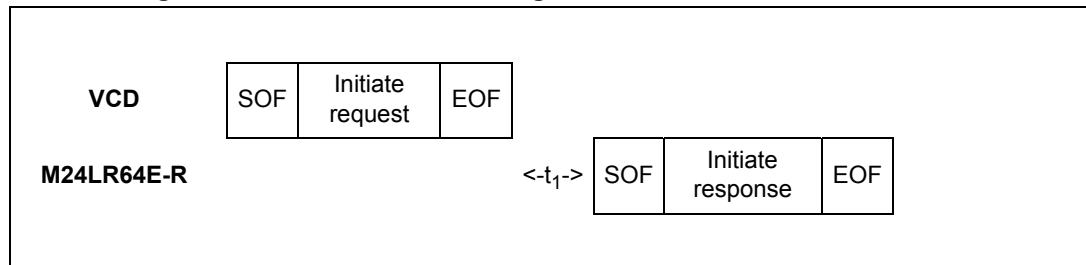 VCD SOF Initiate request EOF
M24LR64E-R <-t1-> SOF Initiate response EOF